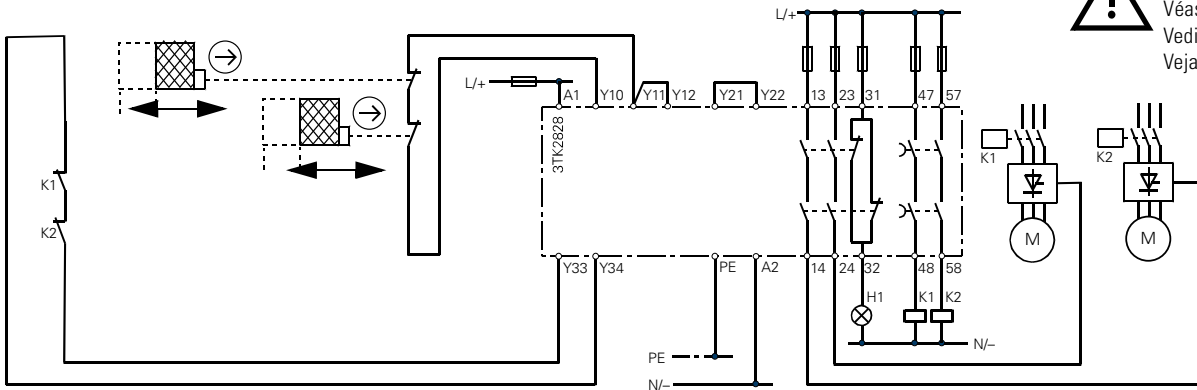 L/+
Véas
Vedi
Veja
L/+
A1 Y10 Y11 Y12 Y21 Y22 13 23 31 47 57
3TK2828
K1
K2
K1
K2
M
M
Y33 Y34 PE A2 14 24 32 48 58
H1 K1 K2
N/–
PE
N/–